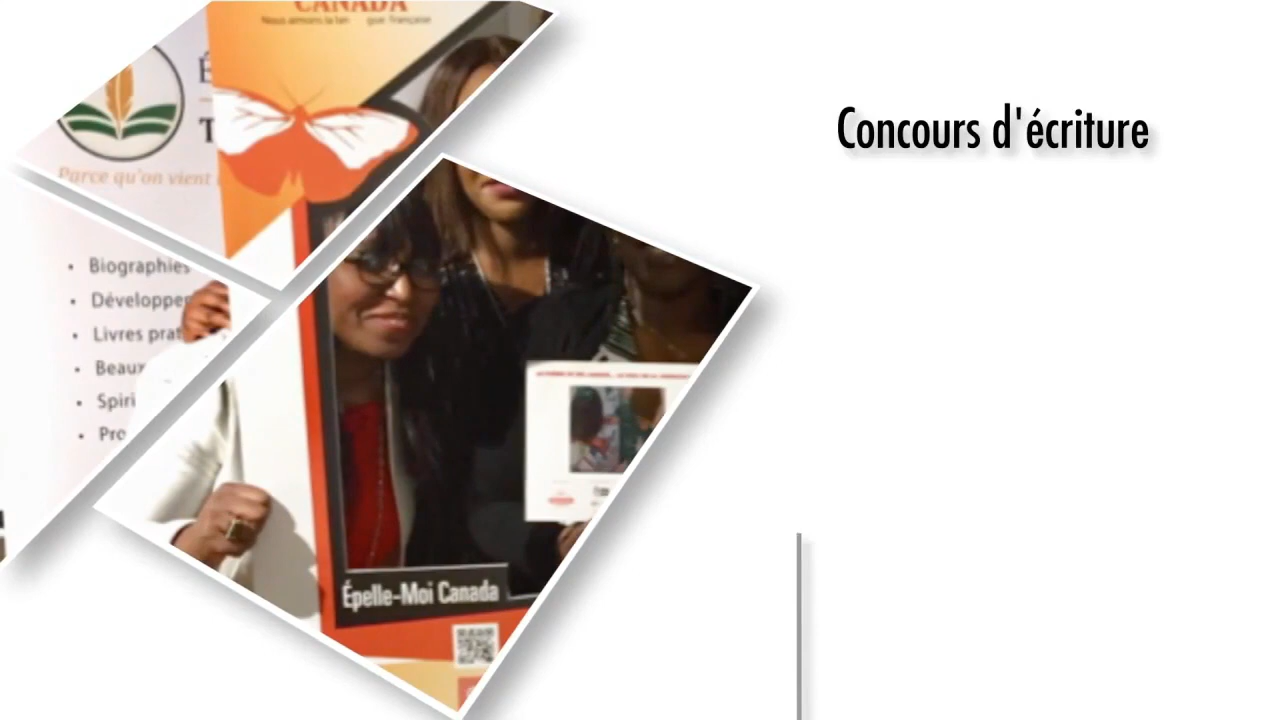 CANADA
Nous aimons la langue française
É
T
Parce qu'on vient
Concours d'écriture
• Biographies
• Développe
• Livres prat
• Beaux
• Spiri
• Pro
Épelle-Moi Canada